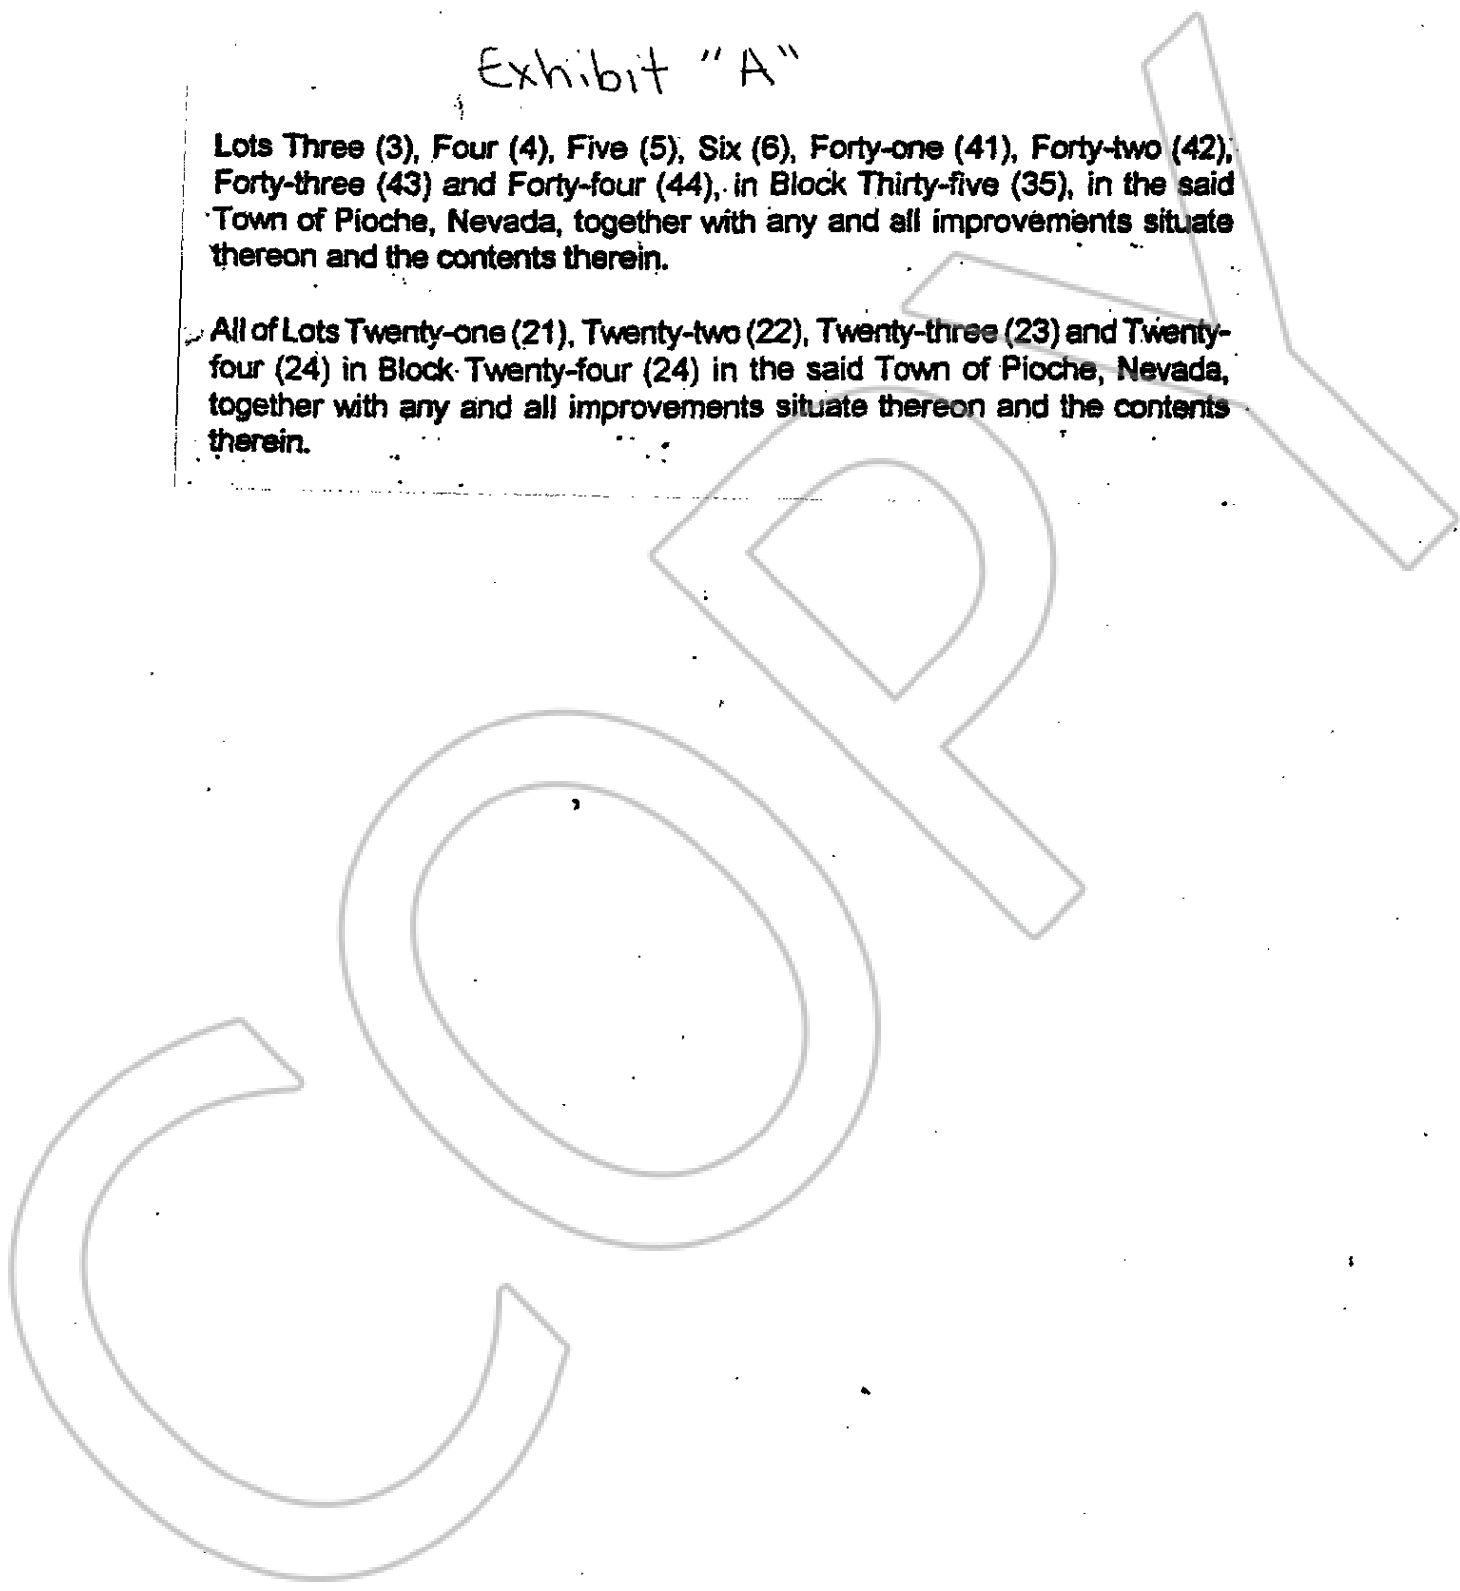 Exhibit "A"
Lots Three (3), Four (4), Five (5), Six (6), Forty-one (41), Forty-two (42),
Forty-three (43) and Forty-four (44), in Block Thirty-five (35), in the said
Town of Pioche, Nevada, together with any and all improvements situate
thereon and the contents therein.
All of Lots Twenty-one (21), Twenty-two (22), Twenty-three (23) and Twenty-
four (24) in Block Twenty-four (24) in the said Town of Pioche, Nevada,
together with any and all improvements situate thereon and the contents
therein.
COPY